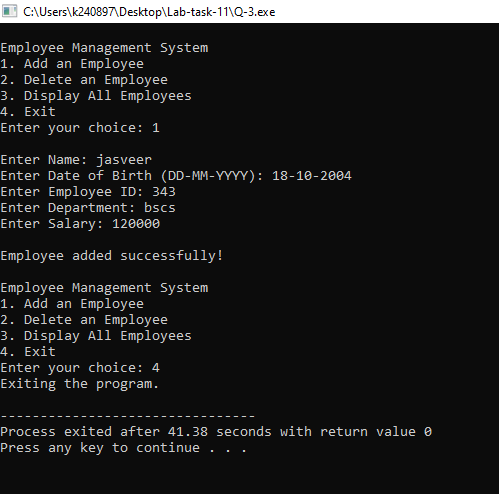 C:\Users\k240897\Desktop\Lab-task-11\Q-3.exe
Employee Management System
1. Add an Employee
2. Delete an Employee
3. Display All Employees
4. Exit
Enter your choice: 1
Enter Name: jasveer
Enter Date of Birth (DD-MM-YYYY): 18-10-2004
Enter Employee ID: 343
Enter Department: bscs
Enter Salary: 120000
Employee added successfully!
Employee Management System
1. Add an Employee
2. Delete an Employee
3. Display All Employees
4. Exit
Enter your choice: 4
Exiting the program.
--------------------------------
Process exited after 41.38 seconds with return value 0
Press any key to continue . . .